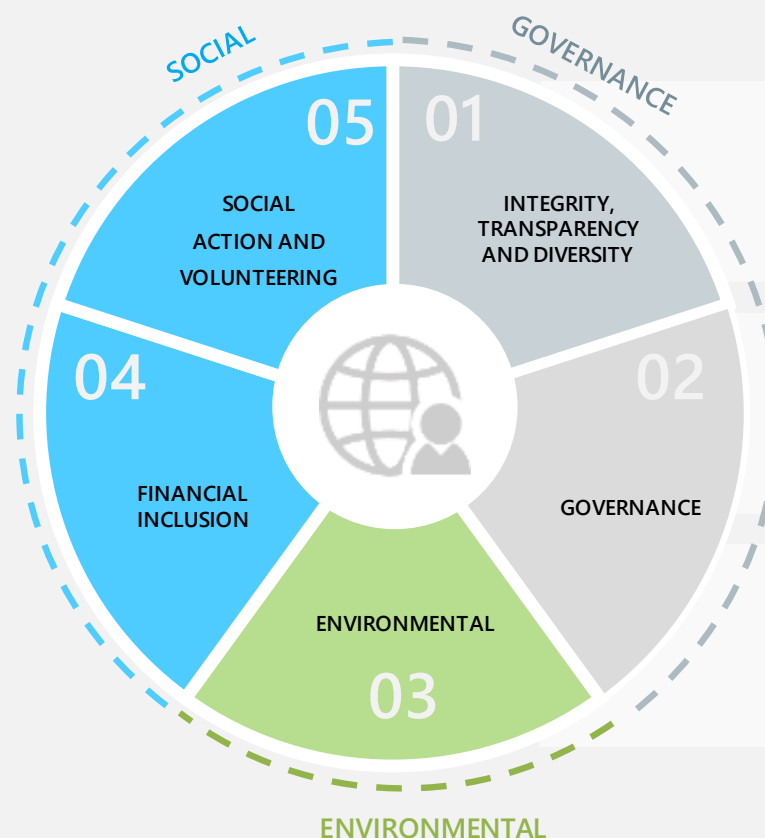 SOCIAL
GOVERNANCE
05
01
SOCIAL
ACTION AND
VOLUNTEERING
INTEGRITY,
TRANSPARENCY
AND DIVERSITY
04
02
FINANCIAL
INCLUSION
GOVERNANCE
ENVIRONMENTAL
03
ENVIRONMENTAL